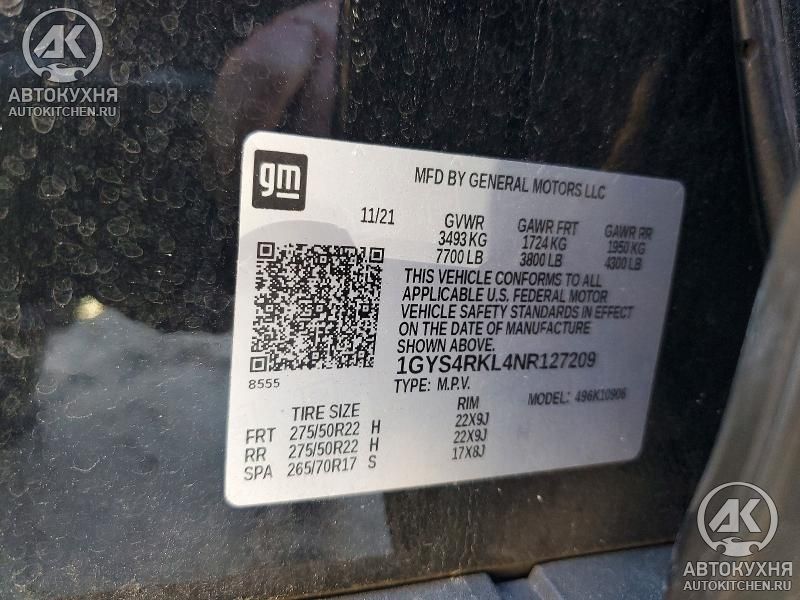 AK
АВТОКУХНЯ
AUTOKITCHEN.RU
gm
MFD BY GENERAL MOTORS LLC
11/21 GVWR GAWR FRT GAWR RR
3493 KG 1724 KG 1950 KG
7700 LB 3800 LB 4300 LB
THIS VEHICLE CONFORMS TO ALL
APPLICABLE U.S. FEDERAL MOTOR
VEHICLE SAFETY STANDARDS IN EFFECT
ON THE DATE OF MANUFACTURE
SHOWN ABOVE.
1GYS4RKL4NR127209
8555
TYPE: M.P.V. MODEL: 496K10906
TIRE SIZE RIM
FRT 275/50R22 H 22X9J
RR 275/50R22 H 22X9J
SPA 265/70R17 S 17X8J
AK
АВТОКУХНЯ
AUTOKITCHEN.RU